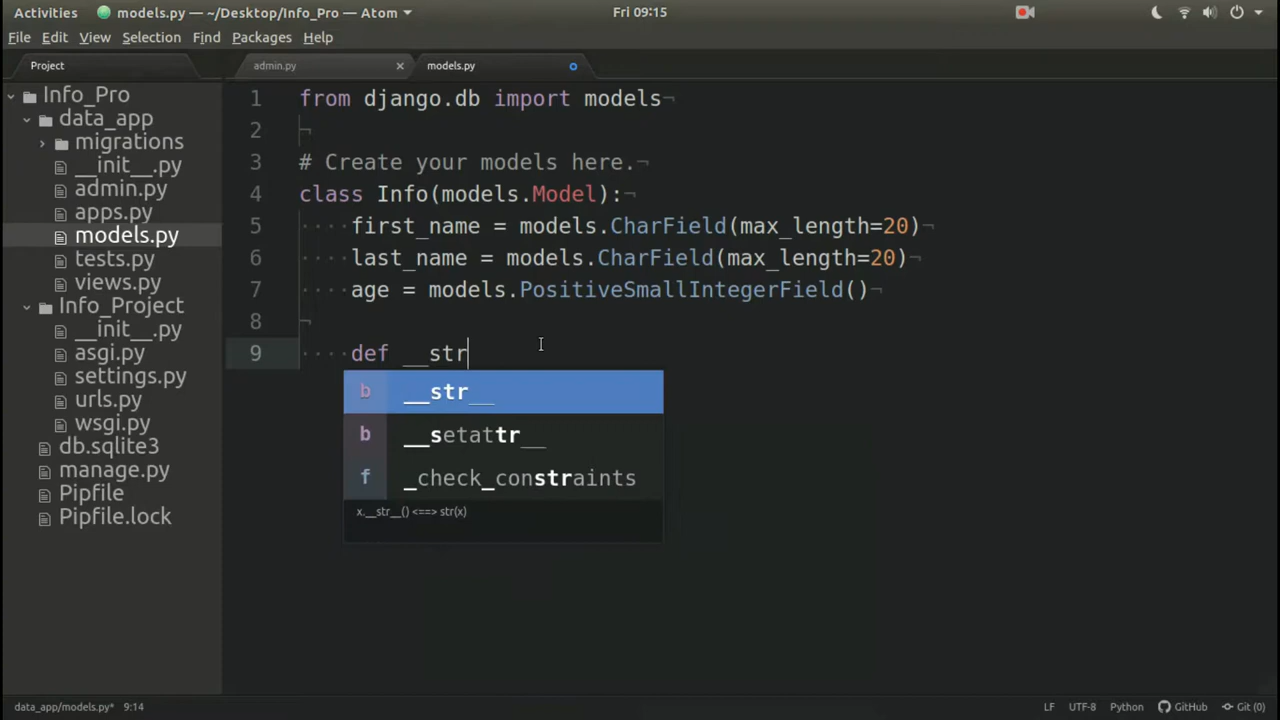 Activities models.py — ~/Desktop/Info_Pro — Atom Fri 09:15
File Edit View Selection Find Packages Help
Project admin.py models.py
Info_Pro
data_app
migrations
__init__.py
admin.py
apps.py
models.py
tests.py
views.py
Info_Project
__init__.py
asgi.py
settings.py
urls.py
wsgi.py
db.sqlite3
manage.py
Pipfile
Pipfile.lock
1 from django.db import models¬
2 ¬
3 # Create your models here.¬
4 class Info(models.Model):¬
5 ····first_name = models.CharField(max_length=20)¬
6 ····last_name = models.CharField(max_length=20)¬
7 ····age = models.PositiveSmallIntegerField()¬
8 ¬
9 ····def __str
b __str__
b __setattr__
f _check_constraints
x.__str__() <==> str(x)
data_app/models.py* 9:14 LF UTF-8 Python GitHub Git (0)